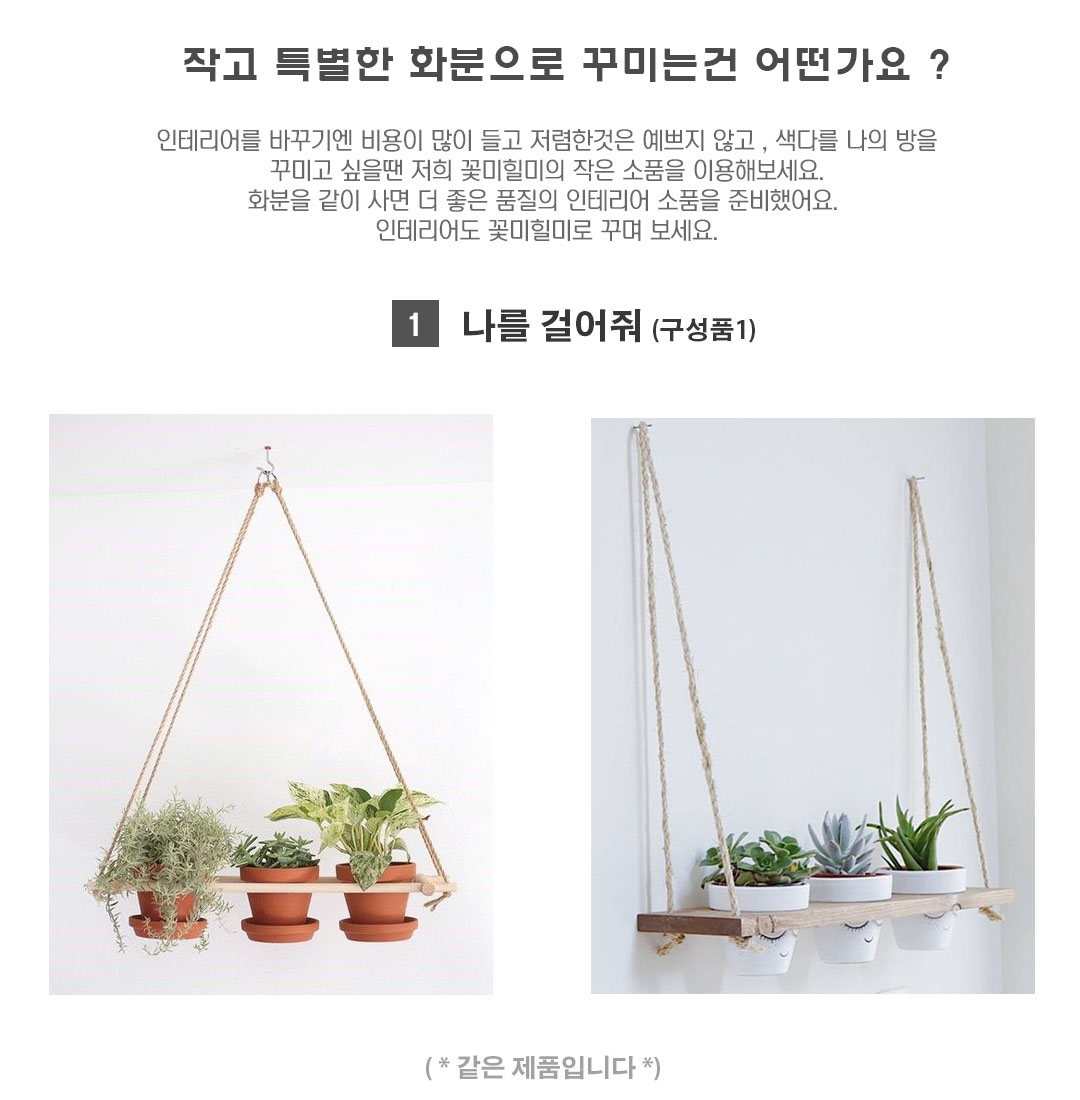 작고 특별한 화분으로 꾸미는건 어떤가요 ?
인테리어를 바꾸기엔 비용이 많이 들고 저렴한것은 예쁘지 않고 , 색다를 나의 방을
꾸미고 싶을땐 저희 꽃미힐미의 작은 소품을 이용해보세요.
화분을 같이 사면 더 좋은 품질의 인테리어 소품을 준비했어요.
인테리어도 꽃미힐미로 꾸며 보세요.
1 나를 걸어줘 (구성품1)
( * 같은 제품입니다 *)